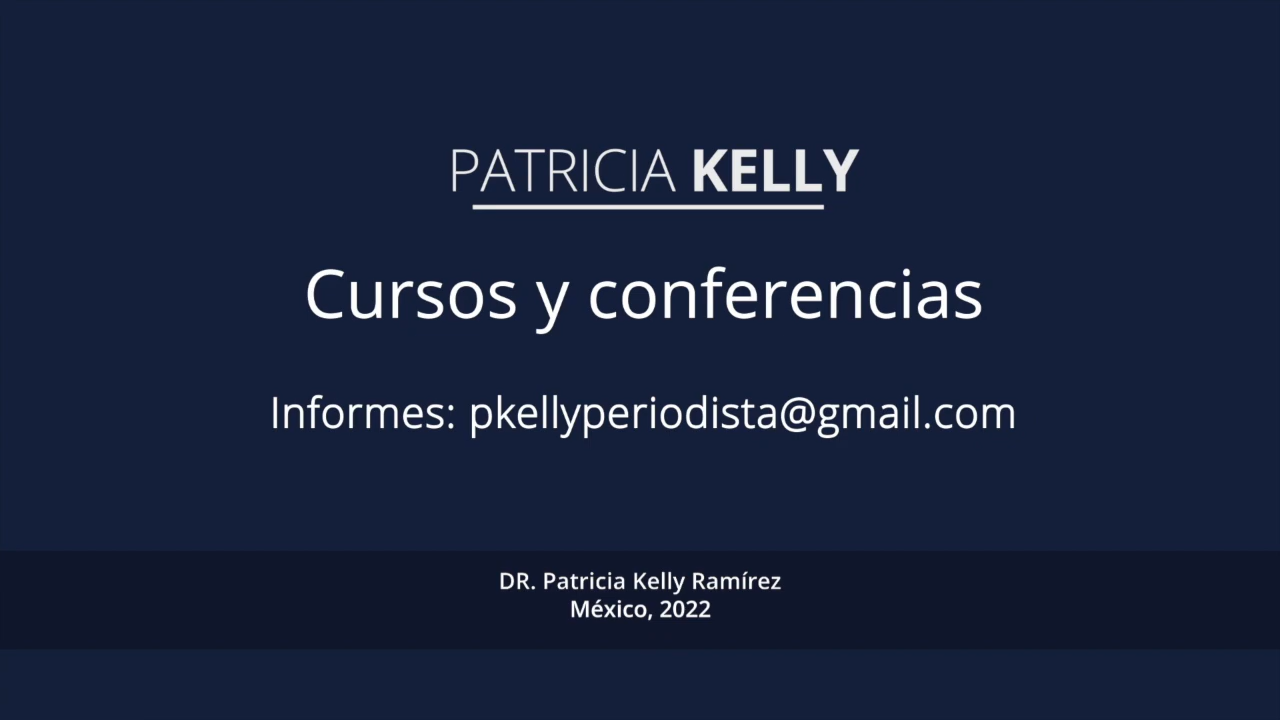 PATRICIA KELLY
Cursos y conferencias
Informes: pkellyperiodista@gmail.com
DR. Patricia Kelly Ramírez
México, 2022